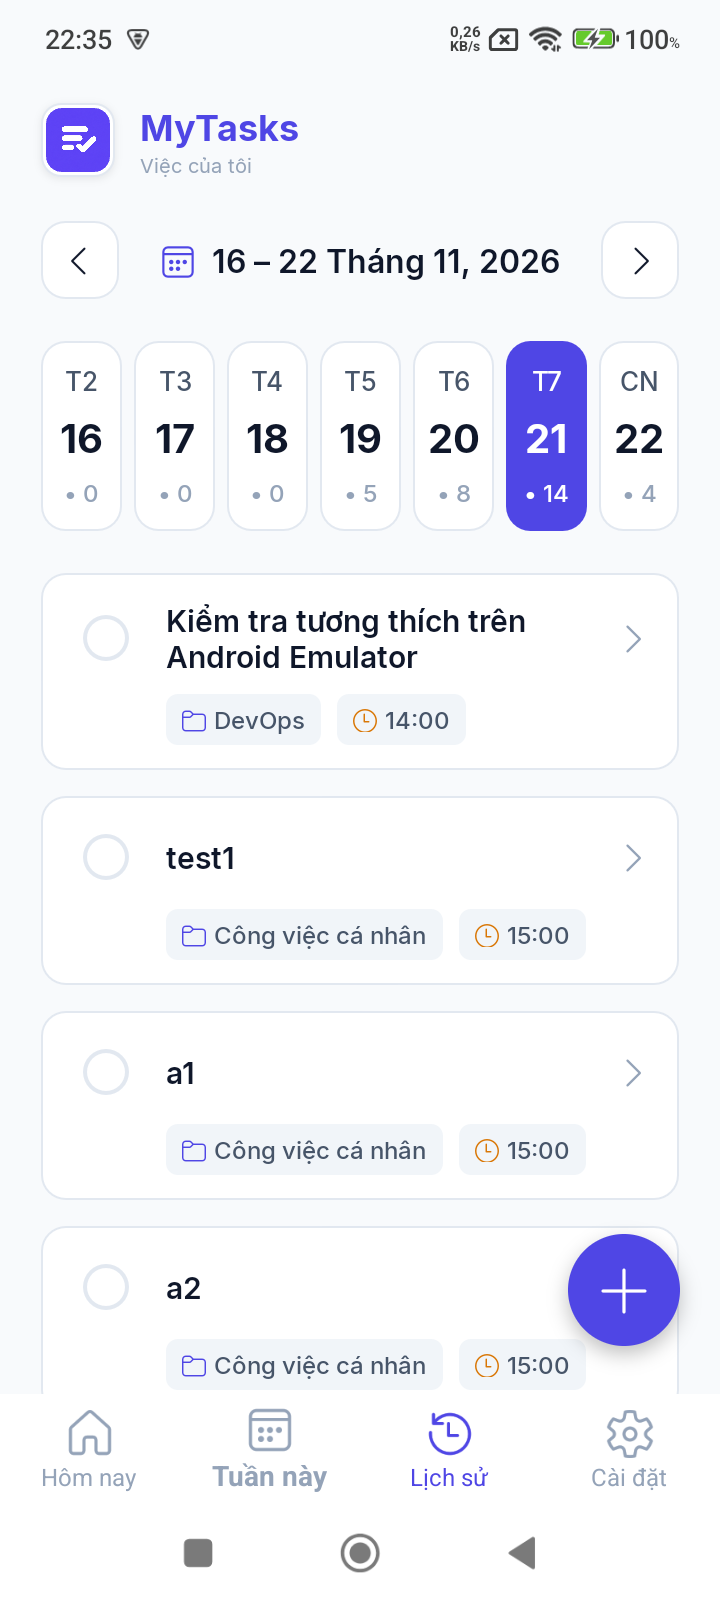 22:35 0,26 KB/s 100%
MyTasks
Việc của tôi
16 – 22 Tháng 11, 2026
T2 T3 T4 T5 T6 T7 CN
16 17 18 19 20 21 22
• 0 • 0 • 0 • 5 • 8 • 14 • 4
Kiểm tra tương thích trên
Android Emulator
DevOps 14:00
test1
Công việc cá nhân 15:00
a1
Công việc cá nhân 15:00
a2
Công việc cá nhân 15:00
Hôm nay Tuần này Lịch sử Cài đặt